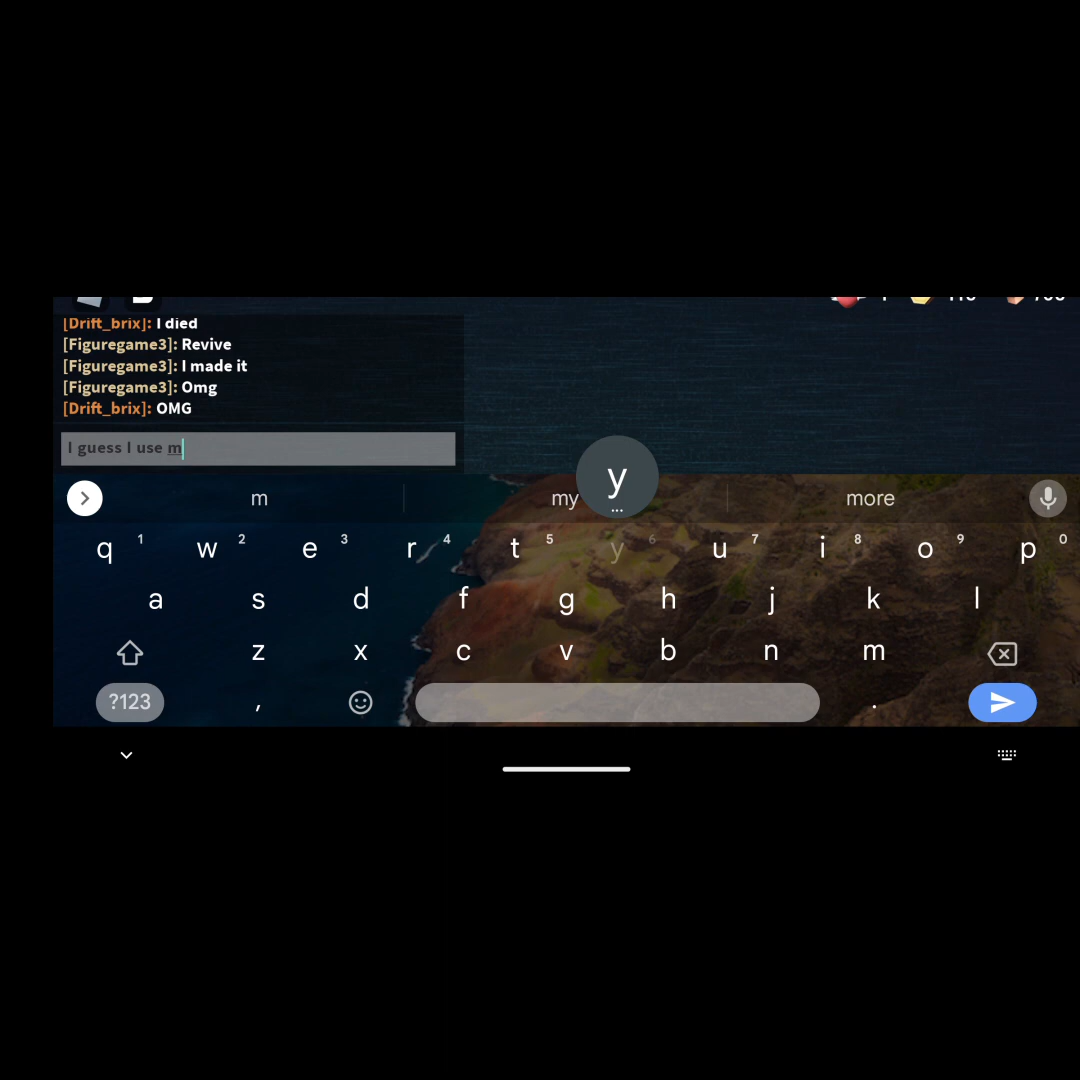 [Drift_brix]: I died
[Figuregame3]: Revive
[Figuregame3]: I made it
[Figuregame3]: Omg
[Drift_brix]: OMG
I guess I use m
m my y more
q 1 w 2 e 3 r 4 t 5 y 6 u 7 i 8 o 9 p 0
a s d f g h j k l
z x c v b n m
?123 , .